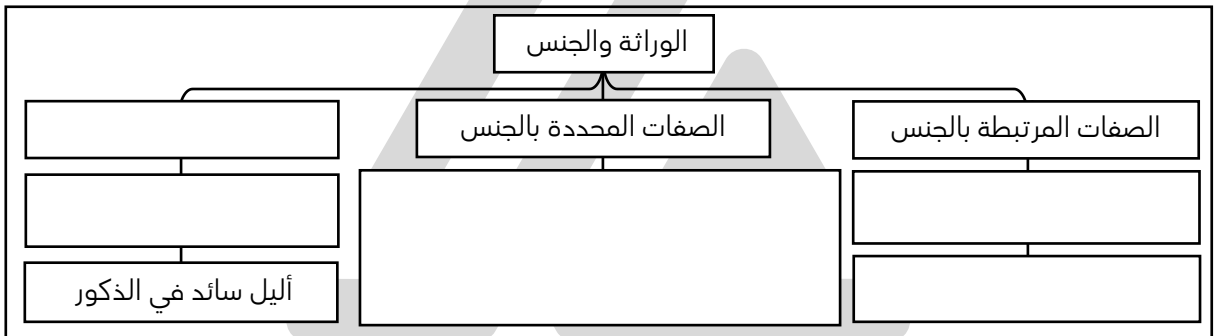 الوراثة والجنس
الصفات المرتبطة بالجنس
الصفات المحددة بالجنس
أليل سائد في الذكور